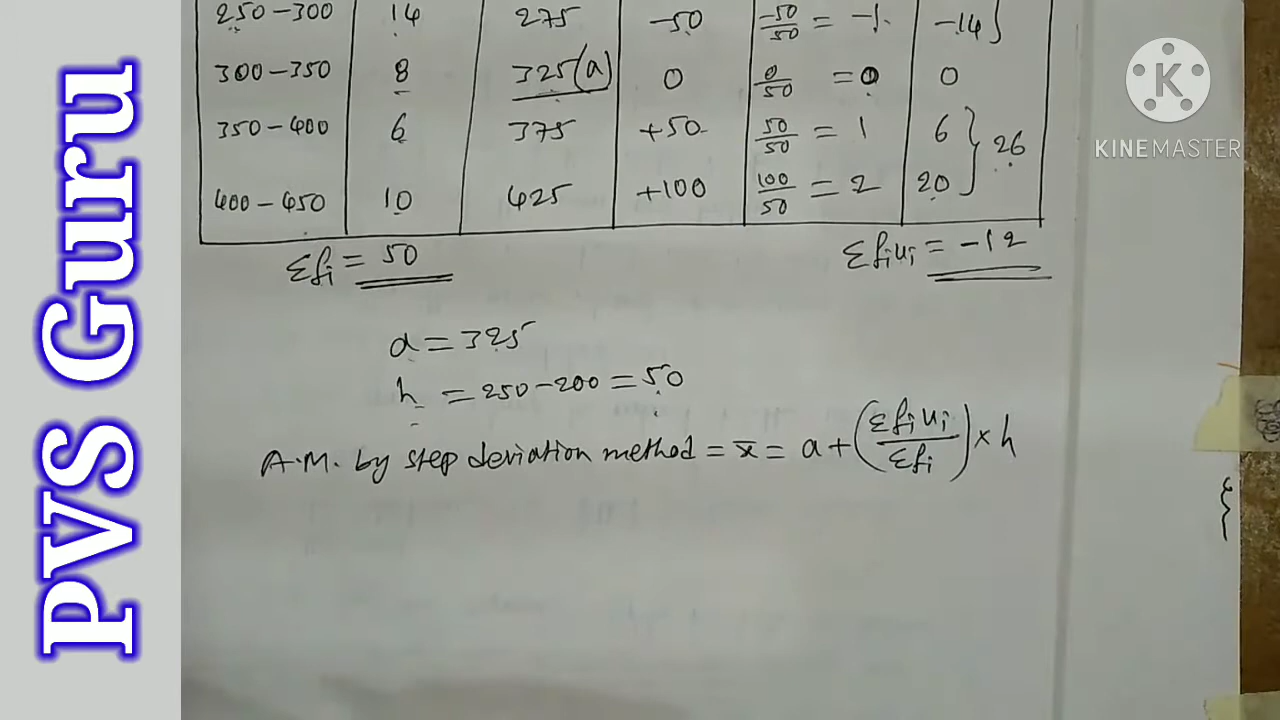 PVS Guru
250-300 14 275 -50 -50/50 = -1 -14}
300-350 8 325(a) 0 0/50 = 0 0
350-400 6 375 +50 50/50 = 1 6 } 26
400-450 10 425 +100 100/50 = 2 20
Σfi = 50 Σfiui = -12
a = 325
h = 250-200 = 50
A.M. by step deviation method = x̄ = a + (Σfiui/Σfi) × h
K
KINEMASTER